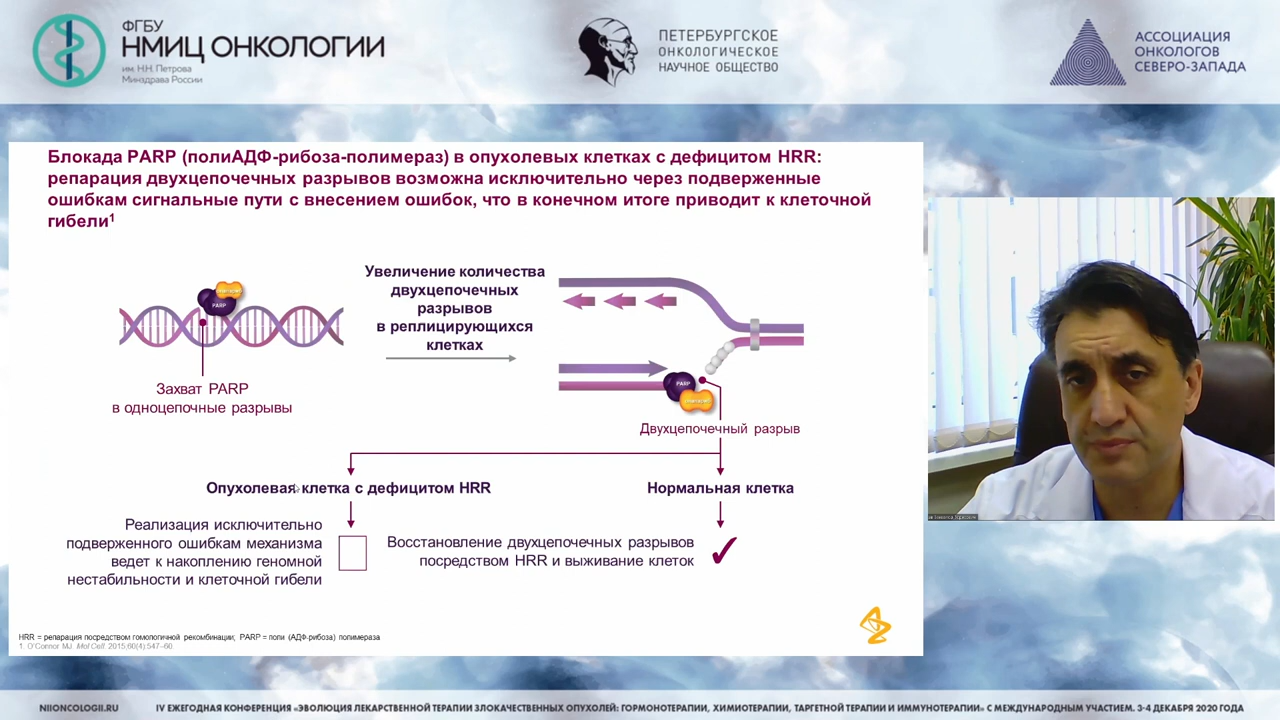 ФГБУ
НМИЦ ОНКОЛОГИИ
им. Н.Н. Петрова
Минздрава России
ПЕТЕРБУРГСКОЕ
ОНКОЛОГИЧЕСКОЕ
НАУЧНОЕ ОБЩЕСТВО
АССОЦИАЦИЯ
ОНКОЛОГОВ
СЕВЕРО-ЗАПАДА
Блокада PARP (полиАДФ-рибоза-полимераз) в опухолевых клетках с дефицитом HRR:
репарация двухцепочечных разрывов возможна исключительно через подверженные
ошибкам сигнальные пути с внесением ошибок, что в конечном итоге приводит к клеточной
гибели1
Увеличение количества
двухцепочечных
разрывов
в реплицирующихся
клетках
PARP
Захват PARP
в одноцепочные разрывы
PARP
Двухцепочечный разрыв
Опухолевая клетка с дефицитом HRR
Нормальная клетка
Реализация исключительно
подверженного ошибкам механизма
ведет к накоплению геномной
нестабильности и клеточной гибели
Восстановление двухцепочечных разрывов
посредством HRR и выживание клеток
HRR = репарация посредством гомологичной рекомбинации; PARP = поли (АДФ-рибоза) полимераза
1. O'Connor MJ. Mol Cell. 2015;60(4):547–60.
NIIONCOLOGII.RU
IV ЕЖЕГОДНАЯ КОНФЕРЕНЦИЯ «ЭВОЛЮЦИЯ ЛЕКАРСТВЕННОЙ ТЕРАПИИ ЗЛОКАЧЕСТВЕННЫХ ОПУХОЛЕЙ: ГОРМОНОТЕРАПИИ, ХИМИОТЕРАПИИ, ТАРГЕТНОЙ ТЕРАПИИ И ИММУНОТЕРАПИИ» С МЕЖДУНАРОДНЫМ УЧАСТИЕМ. 3-4 ДЕКАБРЯ 2020 ГОДА